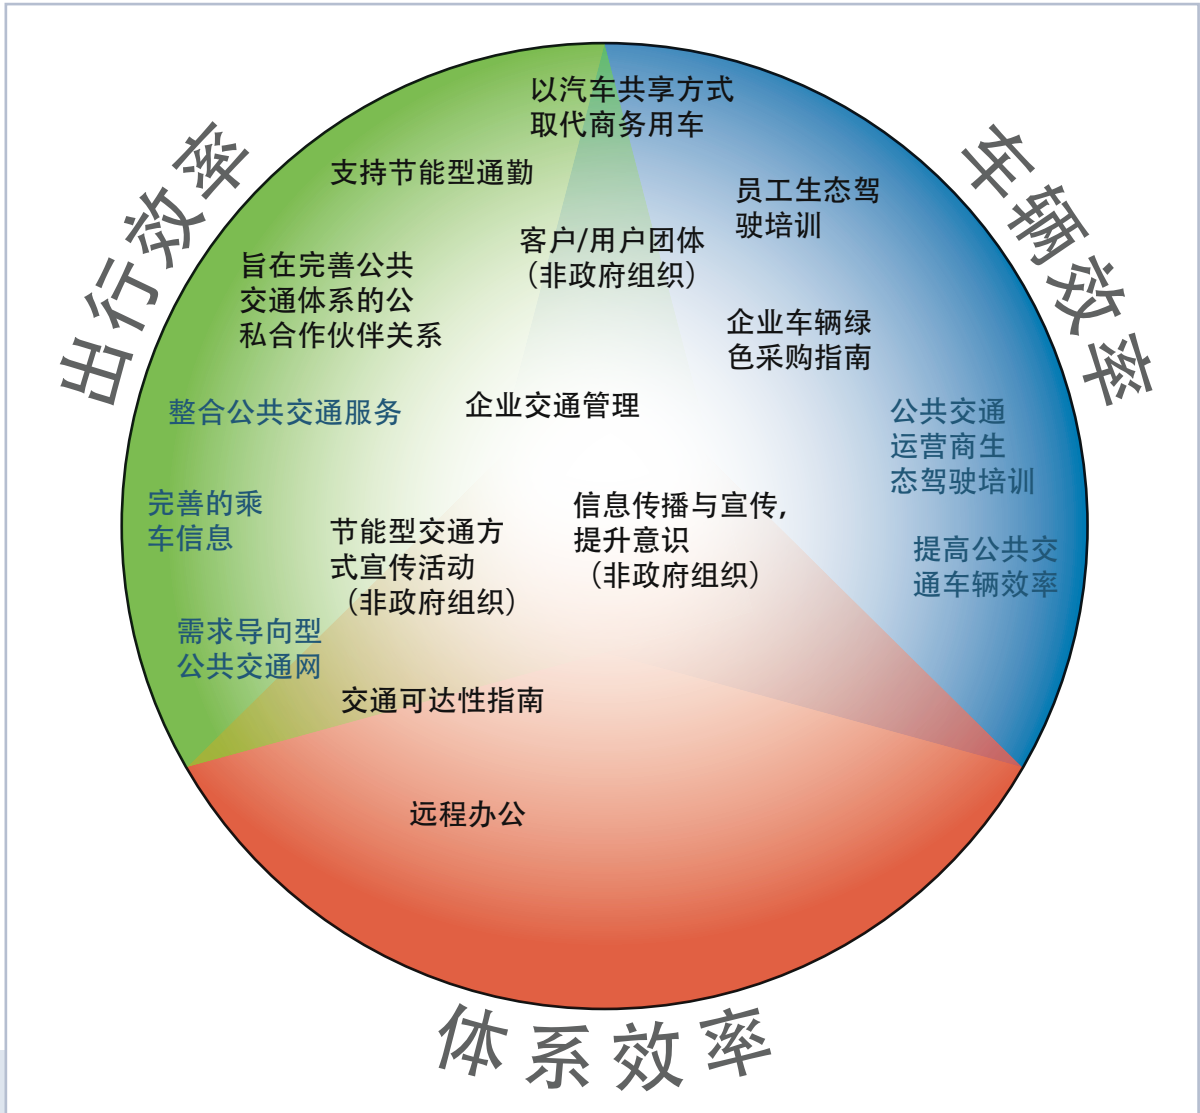 出行效率
车辆效率
以汽车共享方式
取代商务用车
支持节能型通勤
员工生态驾
驶培训
客户/用户团体
（非政府组织）
旨在完善公共
交通体系的公
私合作伙伴关系
企业车辆绿
色采购指南
整合公共交通服务
企业交通管理
公共交通
运营商生
态驾驶培训
完善的乘
车信息
节能型交通方
式宣传活动
（非政府组织）
信息传播与宣传,
提升意识
（非政府组织）
提高公共交
通车辆效率
需求导向型
公共交通网
交通可达性指南
远程办公
体系效率